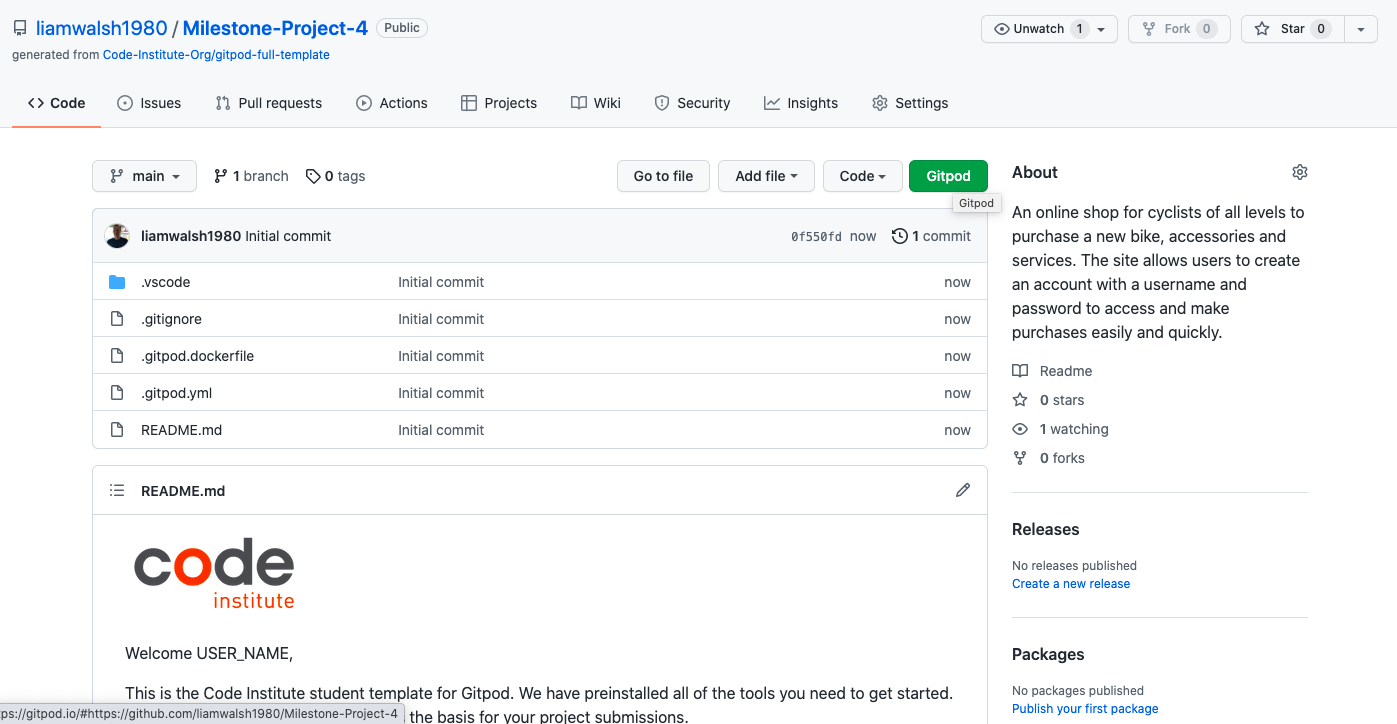 liamwalsh1980 / Milestone-Project-4 Public
Unwatch 1 Fork 0 Star 0
generated from Code-Institute-Org/gitpod-full-template
Code Issues Pull requests Actions Projects Wiki Security Insights Settings
main 1 branch 0 tags Go to file Add file Code Gitpod
Gitpod
liamwalsh1980 Initial commit 0f550fd now 1 commit
.vscode Initial commit now
.gitignore Initial commit now
.gitpod.dockerfile Initial commit now
.gitpod.yml Initial commit now
README.md Initial commit now
README.md
code
institute
Welcome USER_NAME,
This is the Code Institute student template for Gitpod. We have preinstalled all of the tools you need to get started.
the basis for your project submissions.
ps://gitpod.io/#https://github.com/liamwalsh1980/Milestone-Project-4
About
An online shop for cyclists of all levels to
purchase a new bike, accessories and
services. The site allows users to create
an account with a username and
password to access and make
purchases easily and quickly.
Readme
0 stars
1 watching
0 forks
Releases
No releases published
Create a new release
Packages
No packages published
Publish your first package